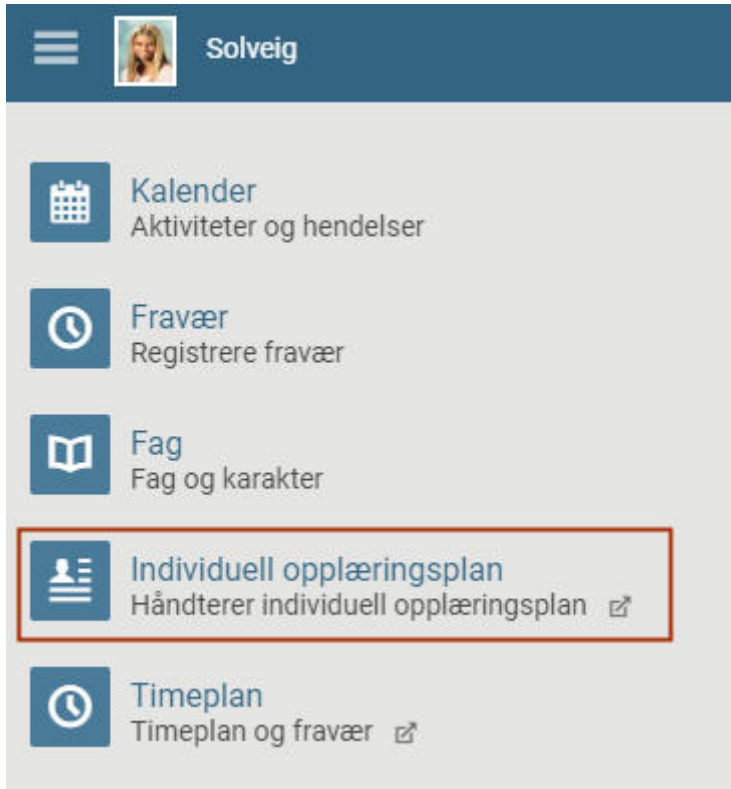 Solveig
Kalender
Aktiviteter og hendelser
Fravær
Registrere fravær
Fag
Fag og karakter
Individuell opplæringsplan
Håndterer individuell opplæringsplan
Timeplan
Timeplan og fravær